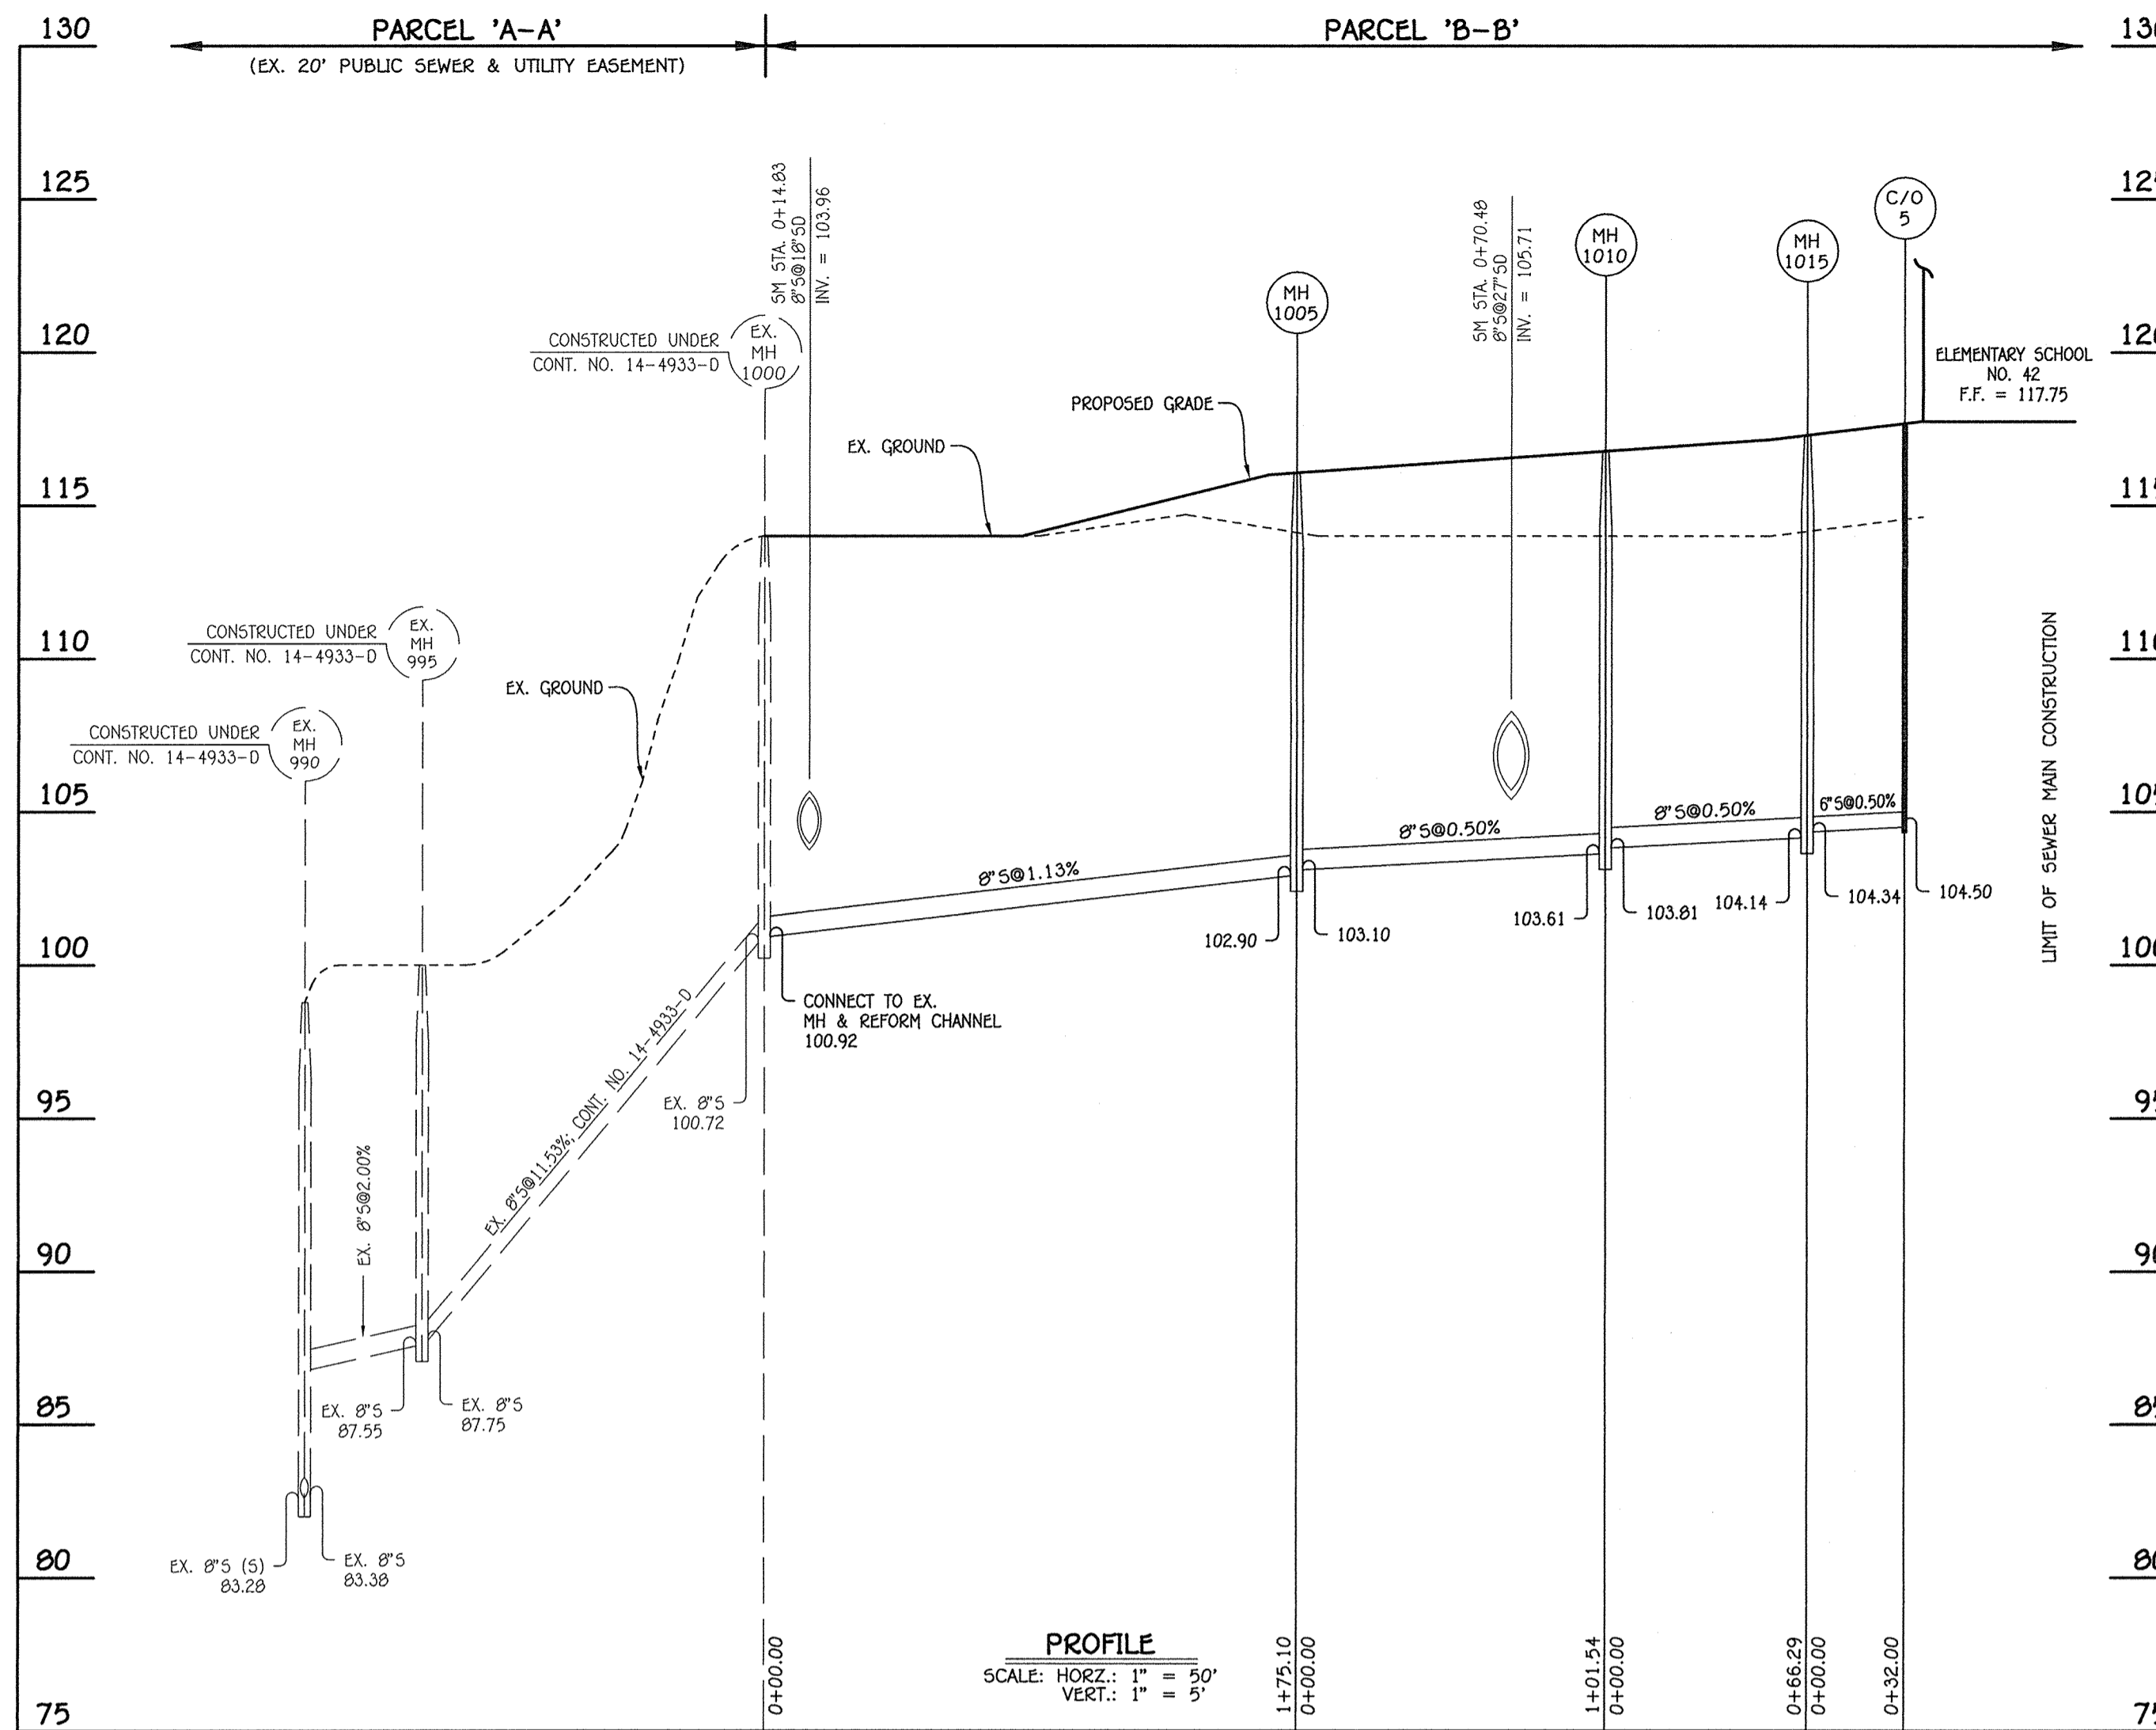 PARCEL 'A-A'
(EX. 20' PUBLIC SEWER & UTILITY EASEMENT)
PARCEL 'B-B'
130
125
120
115
110
105
100
95
90
85
80
75
CONSTRUCTED UNDER
CONT. NO. 14-4933-D
EX.
MH
990
CONSTRUCTED UNDER
CONT. NO. 14-4933-D
EX.
MH
995
CONSTRUCTED UNDER
CONT. NO. 14-4933-D
EX.
MH
1000
SM STA. 0+14.83
8"S@18"SD
INV. = 103.96
MH
1005
SM STA. 0+70.48
8"S@27"SD
INV. = 105.71
MH
1010
MH
1015
C/O
5
ELEMENTARY SCHOOL
NO. 42
F.F. = 117.75
PROPOSED GRADE
EX. GROUND
EX. GROUND
LIMIT OF SEWER MAIN CONSTRUCTION
8"S@1.13%
8"S@0.50%
8"S@0.50%
6"S@0.50%
102.90
103.10
103.61
103.81
104.14
104.34
104.50
CONNECT TO EX.
MH & REFORM CHANNEL
100.92
EX. 8"S
100.72
EX. 8"S@11.53%; CONT. NO. 14-4933-D
EX. 8"S@2.00%
EX. 8"S
87.55
EX. 8"S
87.75
EX. 8"S (S)
83.28
EX. 8"S
83.38
PROFILE
SCALE: HORZ.: 1" = 50'
VERT.: 1" = 5'
0+00.00
1+75.10
0+00.00
1+01.54
0+00.00
0+66.29
0+00.00
0+32.00